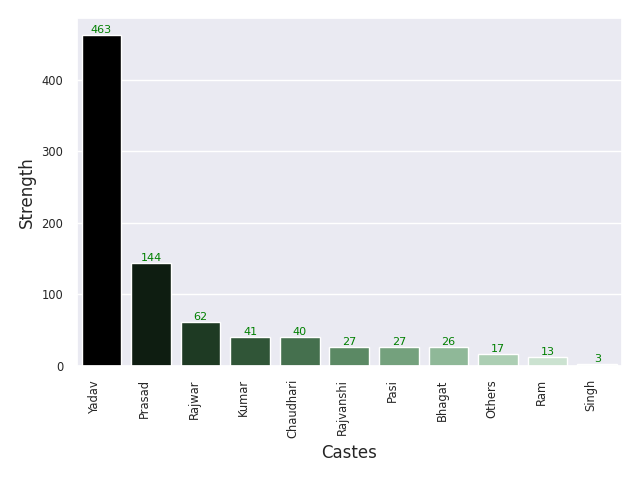 463
144
62
41
40
27
27
26
17
13
3
Strength
400
300
200
100
0
Yadav
Prasad
Rajwar
Kumar
Chaudhari
Rajvanshi
Pasi
Bhagat
Others
Ram
Singh
Castes